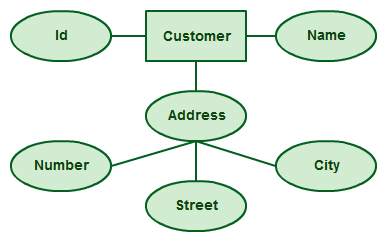 Id
Customer
Name
Address
Number
City
Street